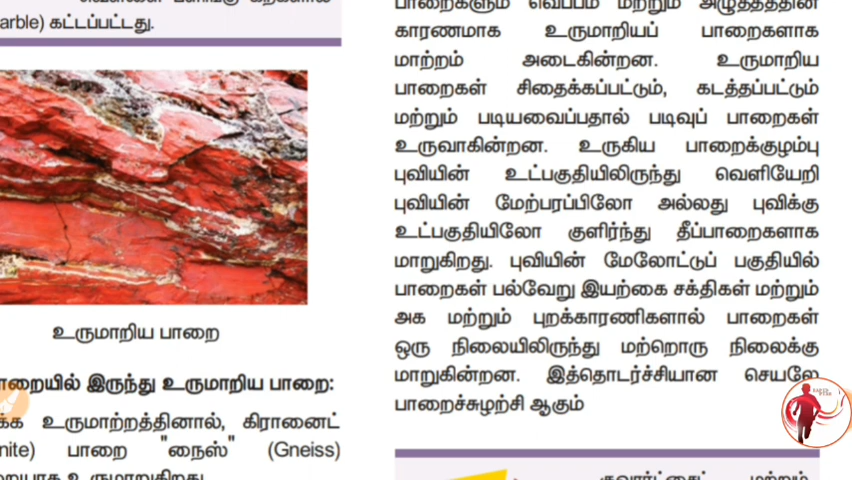 arble) கட்டப்பட்டது.
உருமாறிய பாறை
ாறையில் இருந்து உருமாறிய பாறை:
க்க உருமாற்றத்தினால், கிரானைட்
nite) பாறை "நைஸ்" (Gneiss)
பாறைகளும் வெப்பம் மற்றும் அழுத்தத்தின்
காரணமாக உருமாறியப் பாறைகளாக
மாற்றம் அடைகின்றன. உருமாறிய
பாறைகள் சிதைக்கப்பட்டும், கடத்தப்பட்டும்
மற்றும் படியவைப்பதால் படிவுப் பாறைகள்
உருவாகின்றன. உருகிய பாறைக்குழம்பு
புவியின் உட்பகுதியிலிருந்து வெளியேறி
புவியின் மேற்பரப்பிலோ அல்லது புவிக்கு
உட்பகுதியிலோ குளிர்ந்து தீப்பாறைகளாக
மாறுகிறது. புவியின் மேலோட்டுப் பகுதியில்
பாறைகள் பல்வேறு இயற்கை சக்திகள் மற்றும்
அக மற்றும் புறக்காரணிகளால் பாறைகள்
ஒரு நிலையிலிருந்து மற்றொரு நிலைக்கு
மாறுகின்றன. இத்தொடர்ச்சியான செயலே
பாறைச்சுழற்சி ஆகும்
குவார்ட்சைட் மற்றும்